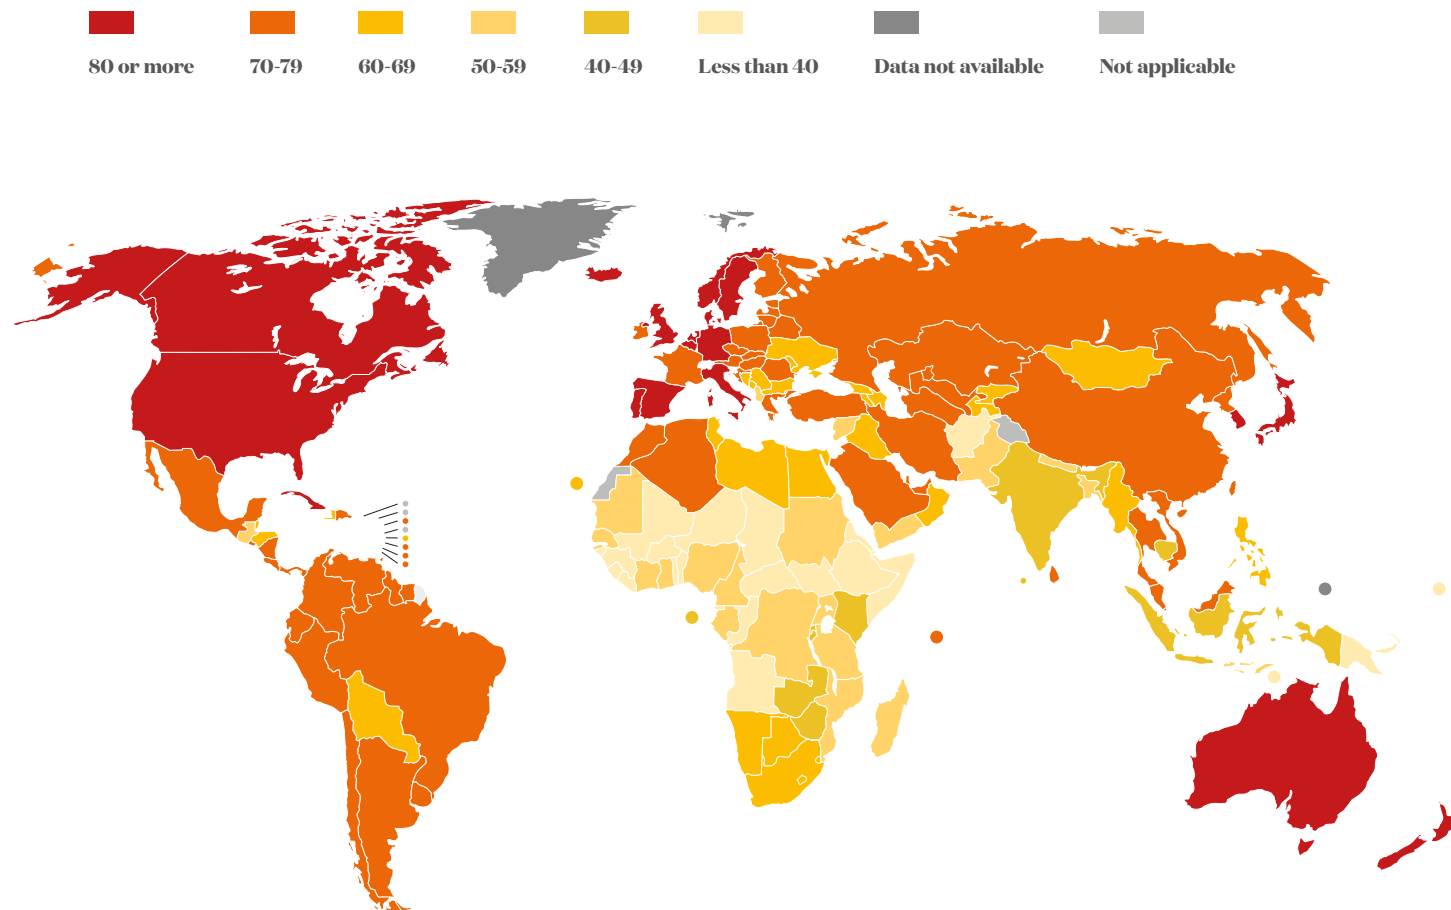 80 or more
70-79
60-69
50-59
40-49
Less than 40
Data not available
Not applicable